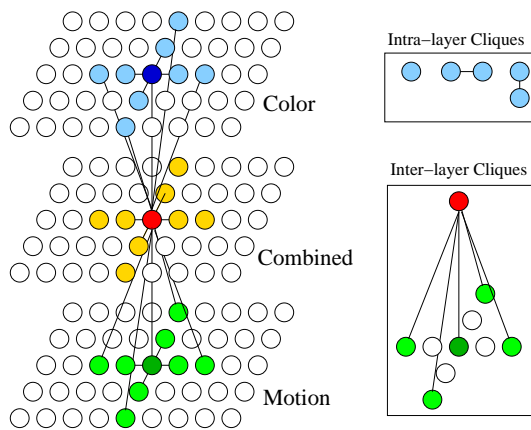 Intra-layer Cliques
Color
Inter-layer Cliques
Combined
Motion